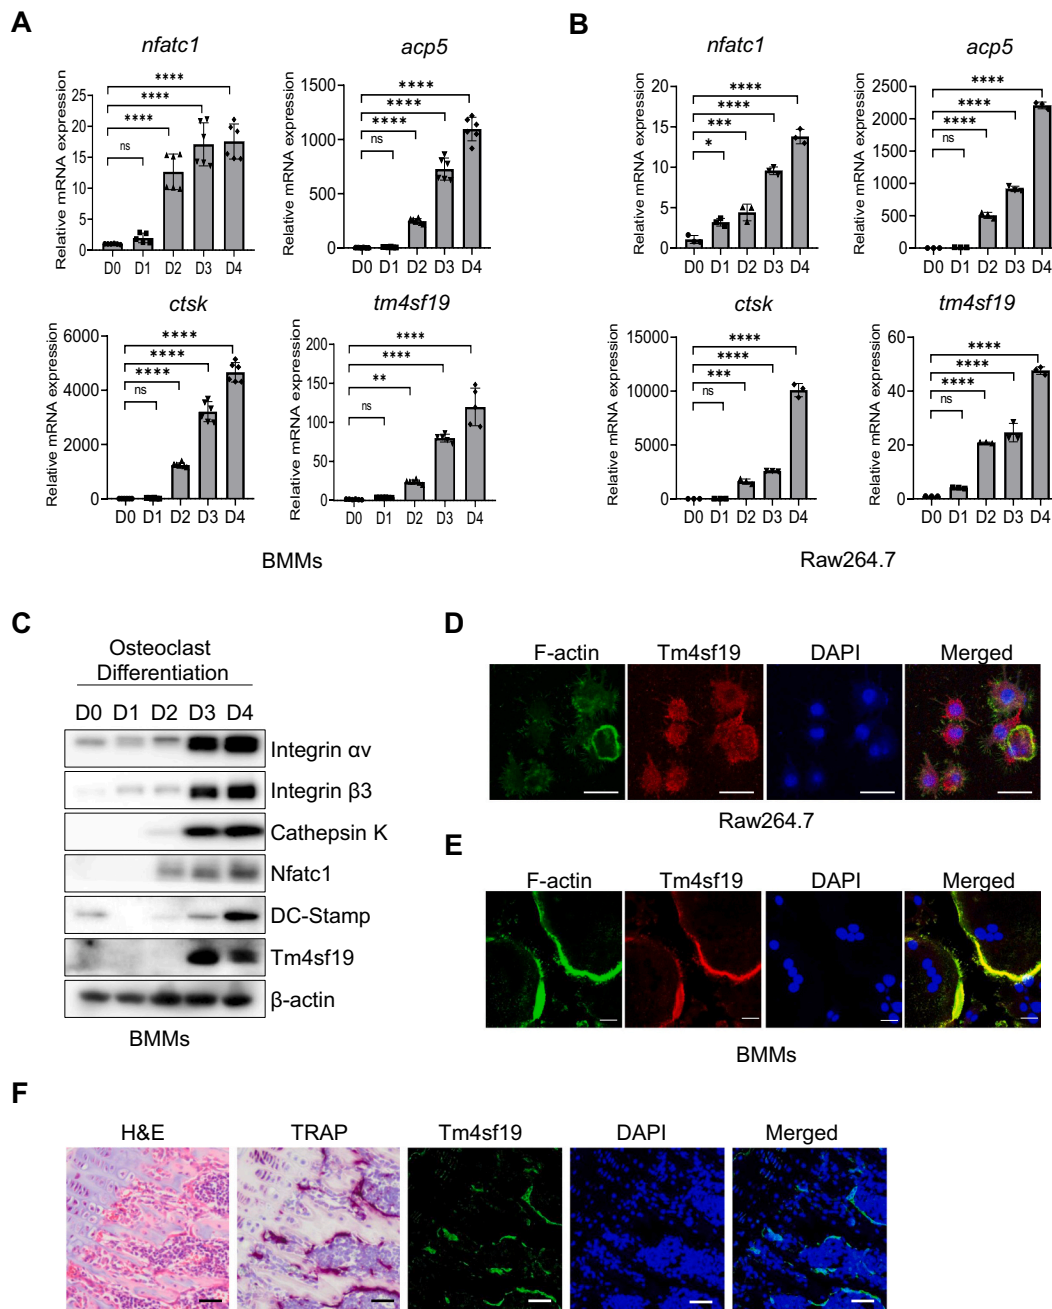 A
B
nfatc1
acp5
nfatc1
acp5
Relative mRNA expression
25
20
15
10
5
0
****
****
****
ns
D0 D1 D2 D3 D4
Relative mRNA expression
1500
1000
500
0
****
****
****
ns
D0 D1 D2 D3 D4
Relative mRNA expression
20
15
10
5
0
****
****
***
*
D0 D1 D2 D3 D4
Relative mRNA expression
2500
2000
1500
1000
500
0
****
****
****
ns
D0 D1 D2 D3 D4
ctsk
tm4sf19
ctsk
tm4sf19
Relative mRNA expression
6000
4000
2000
0
****
****
****
ns
D0 D1 D2 D3 D4
Relative mRNA expression
200
150
100
50
0
****
****
**
ns
D0 D1 D2 D3 D4
Relative mRNA expression
15000
10000
5000
0
****
****
***
ns
D0 D1 D2 D3 D4
Relative mRNA expression
60
40
20
0
****
****
****
ns
D0 D1 D2 D3 D4
BMMs
Raw264.7
C
Osteoclast
Differentiation
D0 D1 D2 D3 D4
Integrin αv
Integrin β3
Cathepsin K
Nfatc1
DC-Stamp
Tm4sf19
β-actin
BMMs
D
F-actin Tm4sf19 DAPI Merged
Raw264.7
E
F-actin Tm4sf19 DAPI Merged
BMMs
F
H&E TRAP Tm4sf19 DAPI Merged